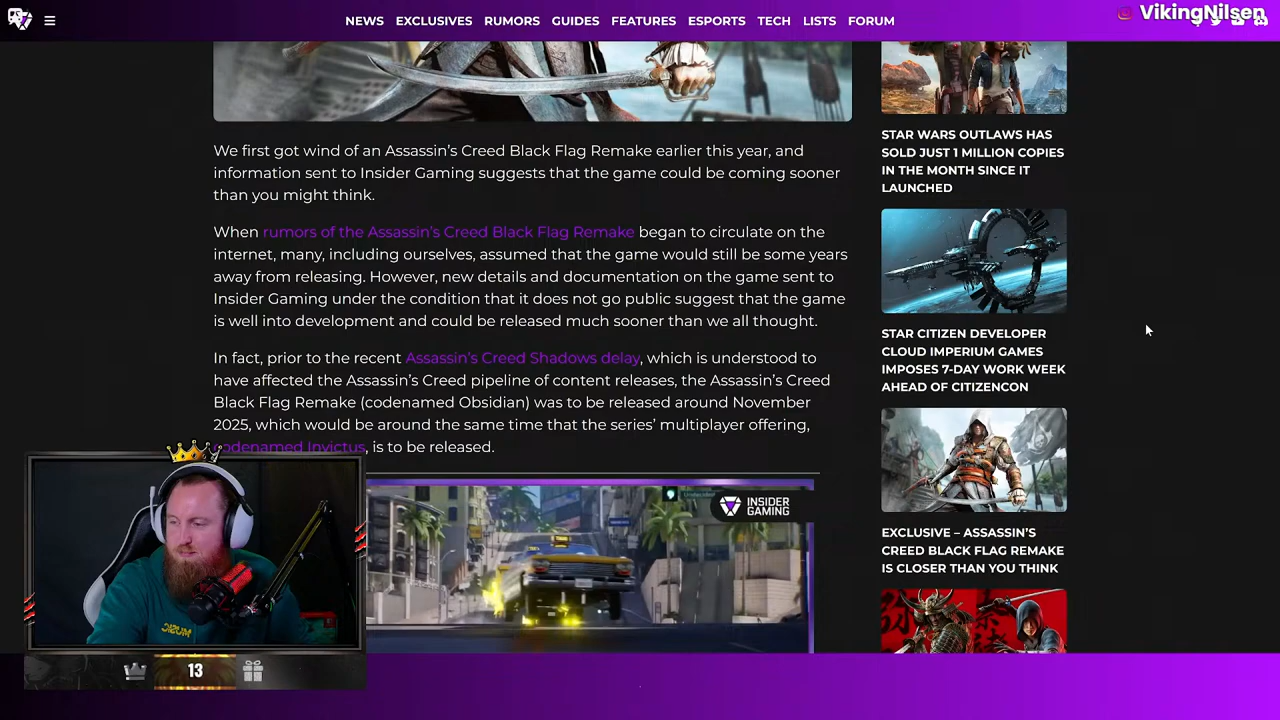 NEWS EXCLUSIVES RUMORS GUIDES FEATURES ESPORTS TECH LISTS FORUM
VikingNilsen
We first got wind of an Assassin's Creed Black Flag Remake earlier this year, and
information sent to Insider Gaming suggests that the game could be coming sooner
than you might think.
When rumors of the Assassin's Creed Black Flag Remake began to circulate on the
internet, many, including ourselves, assumed that the game would still be some years
away from releasing. However, new details and documentation on the game sent to
Insider Gaming under the condition that it does not go public suggest that the game
is well into development and could be released much sooner than we all thought.
In fact, prior to the recent Assassin's Creed Shadows delay, which is understood to
have affected the Assassin's Creed pipeline of content releases, the Assassin's Creed
Black Flag Remake (codenamed Obsidian) was to be released around November
2025, which would be around the same time that the series' multiplayer offering,
codenamed Invictus, is to be released.
INSIDER
GAMING
13
STAR WARS OUTLAWS HAS
SOLD JUST 1 MILLION COPIES
IN THE MONTH SINCE IT
LAUNCHED
STAR CITIZEN DEVELOPER
CLOUD IMPERIUM GAMES
IMPOSES 7-DAY WORK WEEK
AHEAD OF CITIZENCON
EXCLUSIVE – ASSASSIN'S
CREED BLACK FLAG REMAKE
IS CLOSER THAN YOU THINK